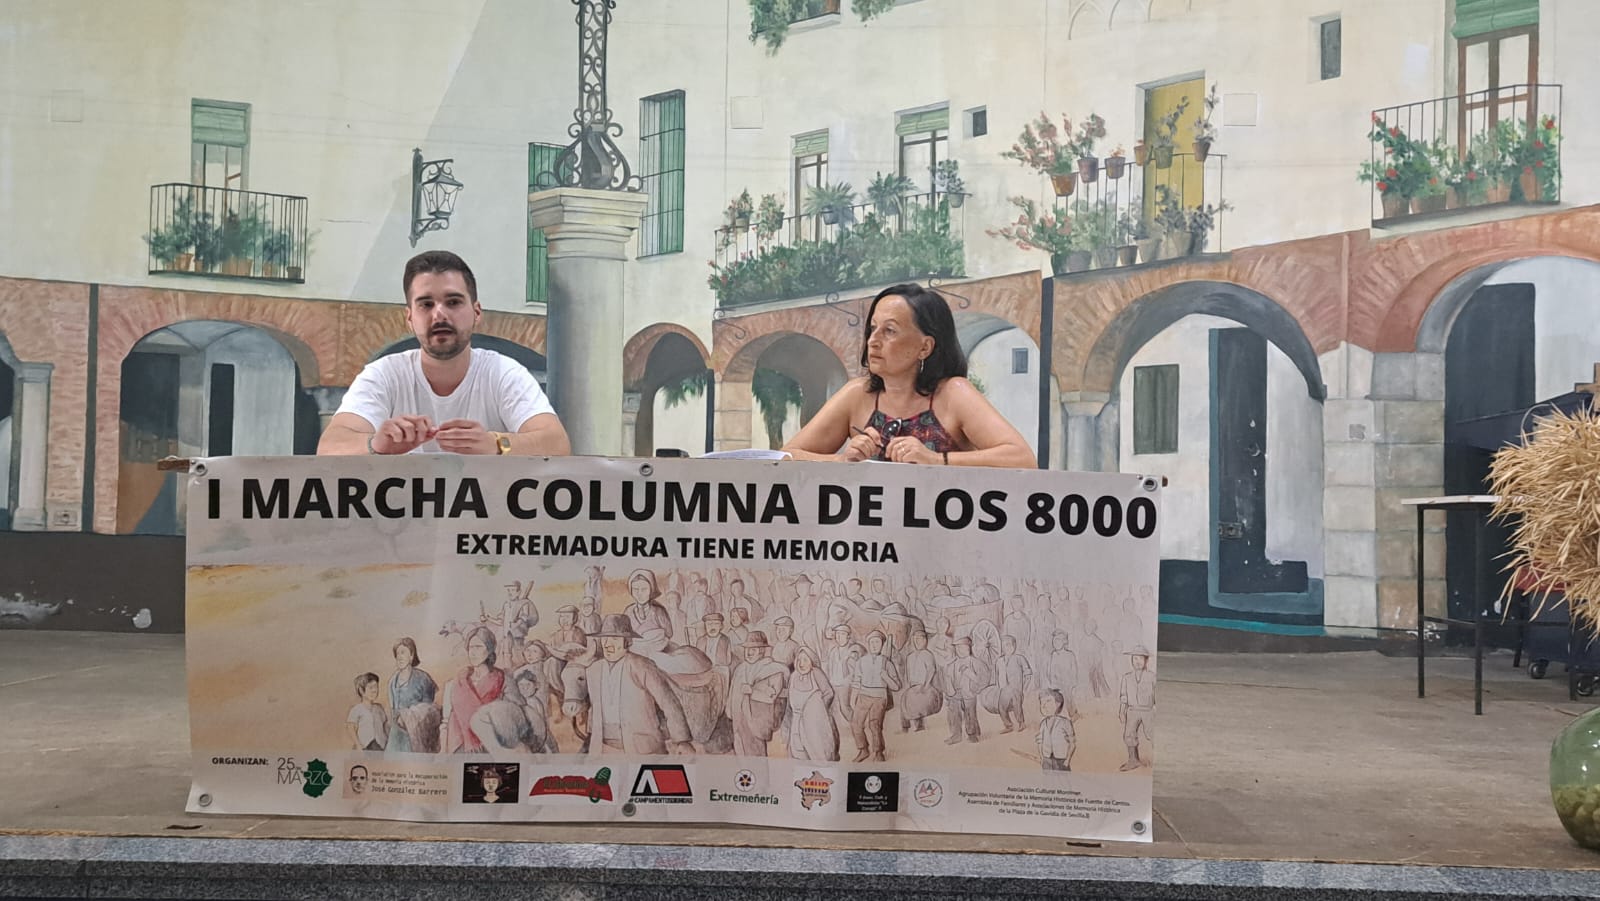 I MARCHA COLUMNA DE LOS 8000
EXTREMADURA TIENE MEMORIA
ORGANIZAN:
25 de
MARZO
Asociación para la Recuperación
de la Memoria Histórica
José González Barrero
#CAMPAMENTOSDIGNIDAD
Extremeñería
Asociación Cultural Morrimer.
Agrupación Voluntaria de la Memoria Histórica de Fuente de Cantos.
Asamblea de Familiares y Asociaciones de Memoria Histórica
de la Plaza de la Gavidia de Sevilla.